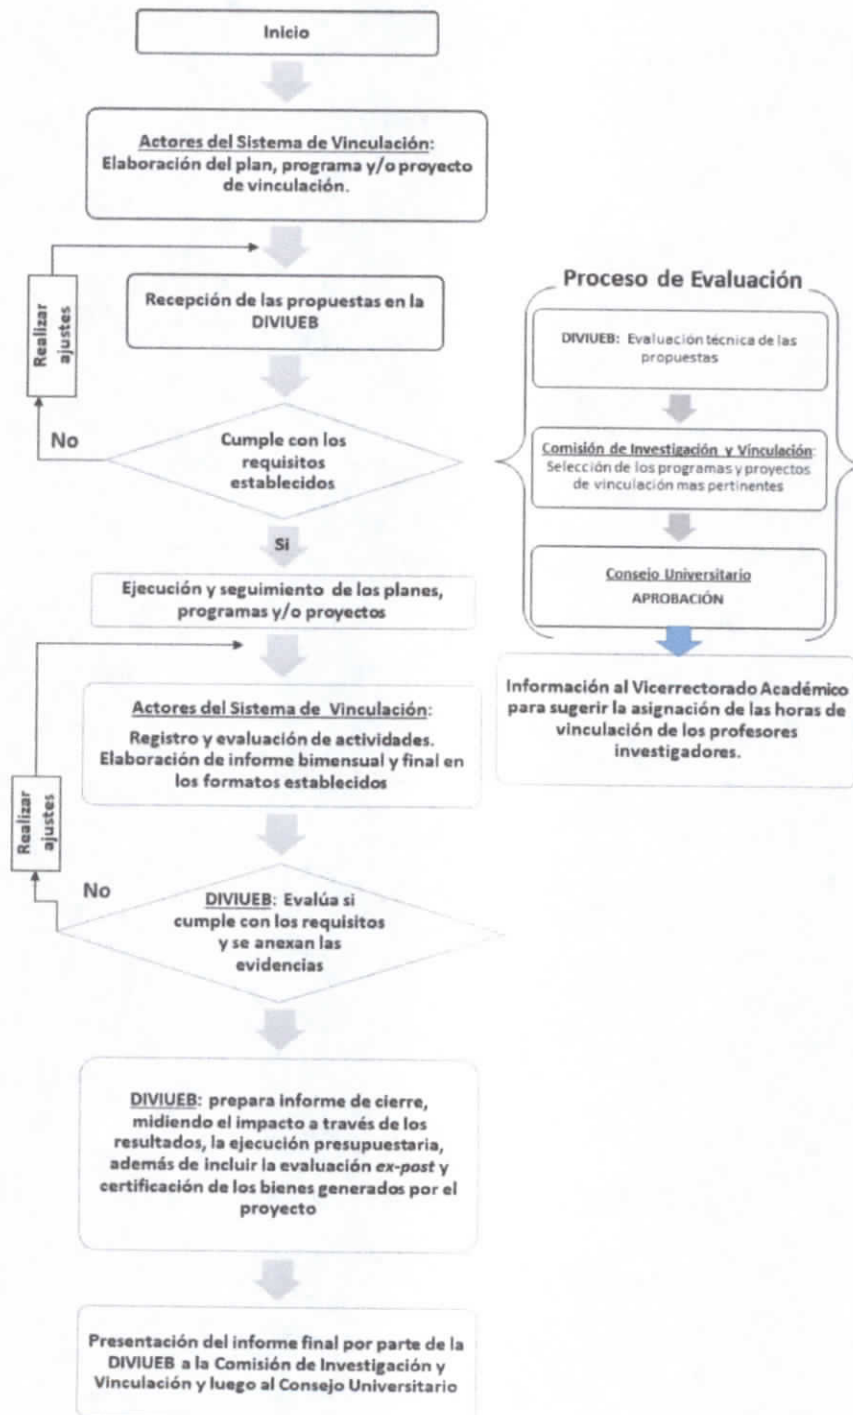 Inicio
Actores del Sistema de Vinculación:
Elaboración del plan, programa y/o proyecto
de vinculación.
Realizar
ajustes
Recepción de las propuestas en la
DIVIUEB
No
Cumple con los
requisitos
establecidos
Si
Ejecución y seguimiento de los planes,
programas y/o proyectos
Actores del Sistema de Vinculación:
Registro y evaluación de actividades.
Elaboración de informe bimensual y final en
los formatos establecidos
Realizar
ajustes
No
DIVIUEB: Evalúa si
cumple con los requisitos
y se anexan las
evidencias
DIVIUEB: prepara informe de cierre,
midiendo el impacto a través de los
resultados, la ejecución presupuestaria,
además de incluir la evaluación ex-post y
certificación de los bienes generados por el
proyecto
Presentación del informe final por parte de la
DIVIUEB a la Comisión de Investigación y
Vinculación y luego al Consejo Universitario
Proceso de Evaluación
DIVIUEB: Evaluación técnica de las
propuestas
Comisión de Investigación y Vinculación:
Selección de los programas y proyectos
de vinculación mas pertinentes
Consejo Universitario
APROBACIÓN
Información al Vicerrectorado Académico
para sugerir la asignación de las horas de
vinculación de los profesores
investigadores.